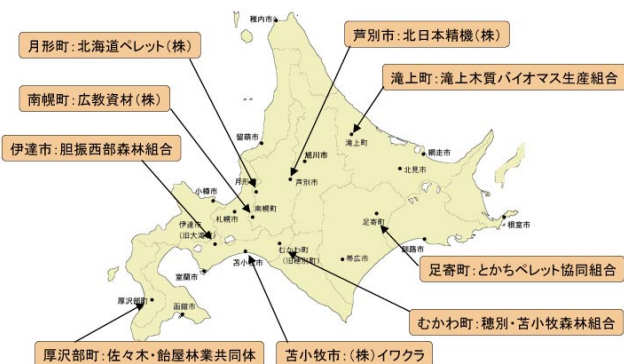 稚内市
月形町：北海道ペレット（株）
芦別市：北日本精機（株）
滝上町：滝上木質バイオマス生産組合
南幌町：広教資材（株）
伊達市：胆振西部森林組合
留萌市
旭川市
滝上町
網走市
北見市
月形
芦別市
小樽市
札幌市
南幌町
足寄町
根室市
伊達市
（旧大滝
むかわ町
（旧穂別町）
釧路市
帯広市
室蘭市
苫小牧市
足寄町：とかちペレット協同組合
厚沢部町
函館市
むかわ町：穂別・苫小牧森林組合
厚沢部町：佐々木・飴屋林業共同体
苫小牧市：（株）イワクラ